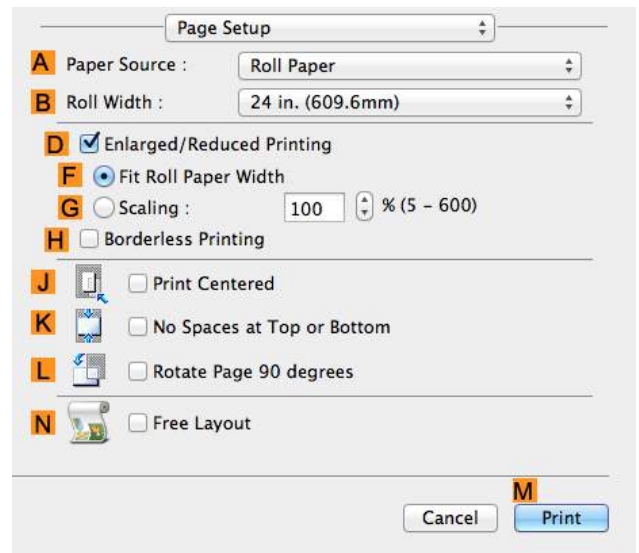 Page Setup
A Paper Source : Roll Paper
B Roll Width : 24 in. (609.6mm)
D Enlarged/Reduced Printing
F Fit Roll Paper Width
G Scaling : 100 % (5 – 600)
H Borderless Printing
J Print Centered
K No Spaces at Top or Bottom
L Rotate Page 90 degrees
N Free Layout
M
Cancel Print